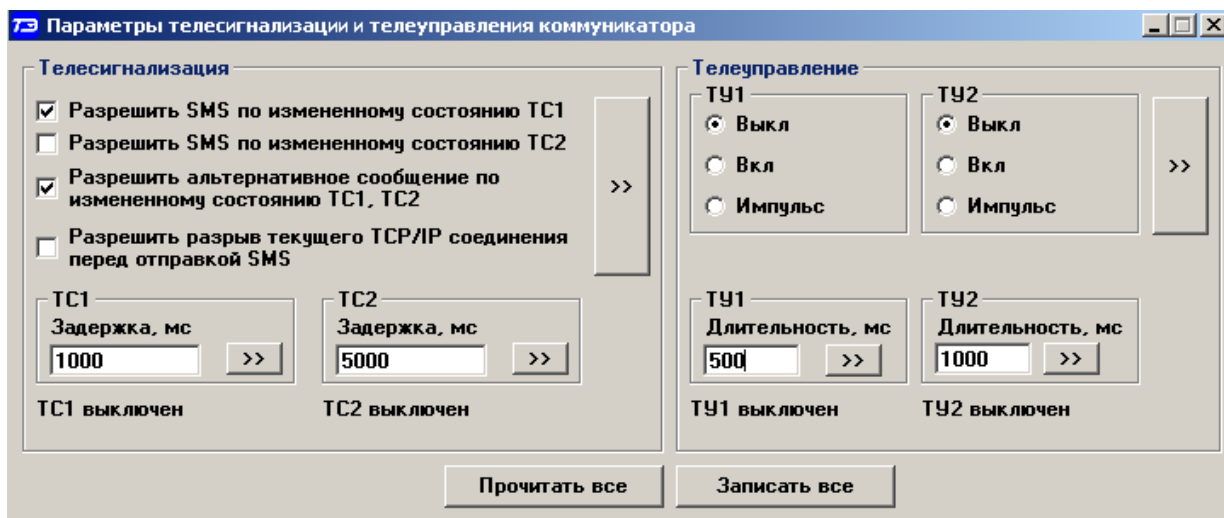 ТЭ Параметры телесигнализации и телеуправления коммуникатора
Телесигнализация
Разрешить SMS по измененному состоянию ТС1
Разрешить SMS по измененному состоянию ТС2
Разрешить альтернативное сообщение по
измененному состоянию ТС1, ТС2
Разрешить разрыв текущего TCP/IP соединения
перед отправкой SMS
>>
ТС1
Задержка, мс
1000
>>
ТС1 выключен
ТС2
Задержка, мс
5000
>>
ТС2 выключен
Телеуправление
ТУ1
Выкл
Вкл
Импульс
ТУ2
Выкл
Вкл
Импульс
>>
ТУ1
Длительность, мс
500
>>
ТУ1 выключен
ТУ2
Длительность, мс
1000
>>
ТУ2 выключен
Прочитать все
Записать все